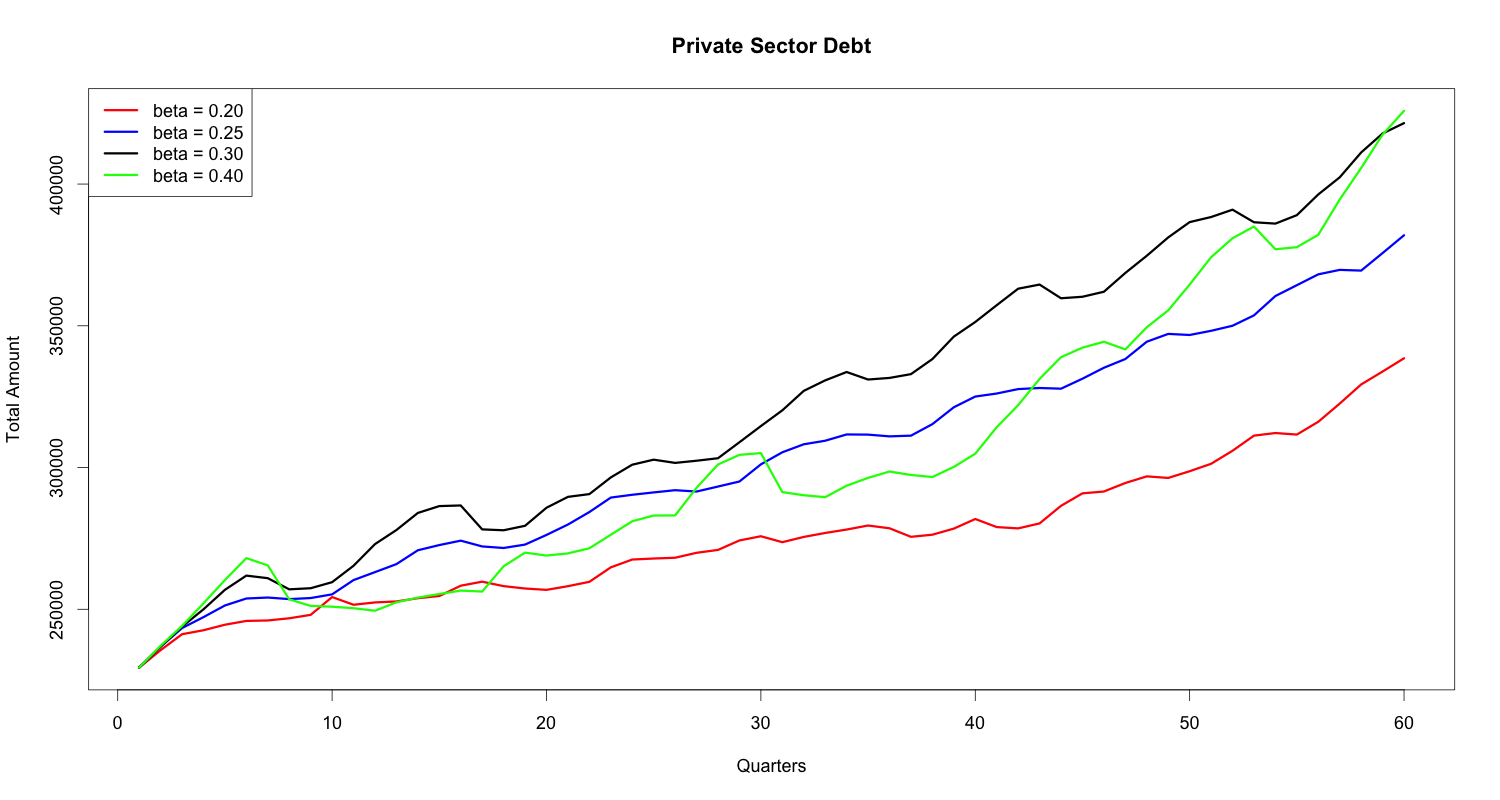 Private Sector Debt
beta = 0.20
beta = 0.25
beta = 0.30
beta = 0.40
Total Amount
400000
350000
300000
250000
0 10 20 30 40 50 60
Quarters